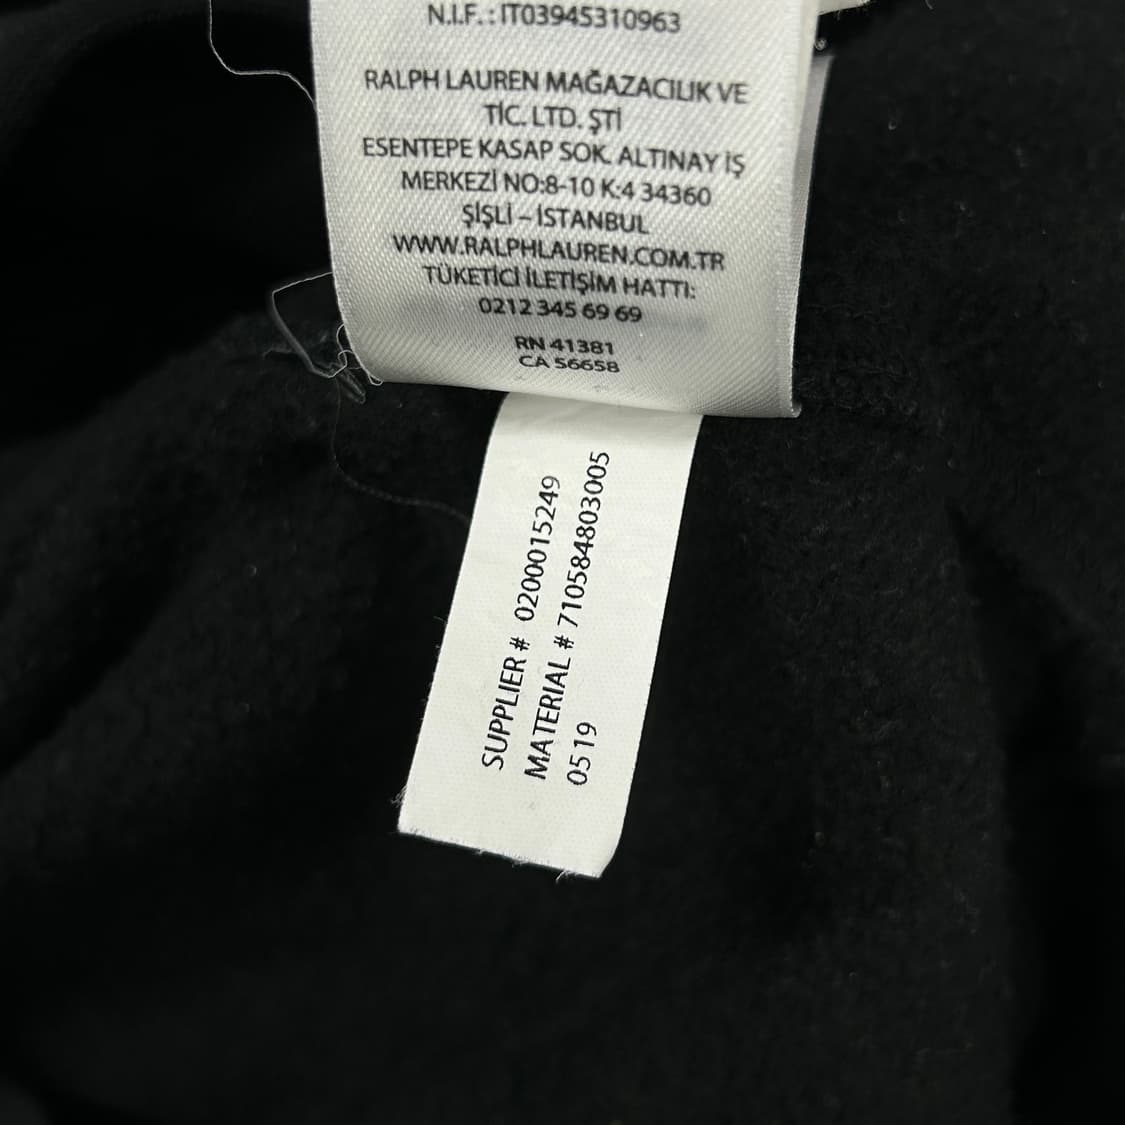 N.I.F. : IT03945310963
RALPH LAUREN MAĞAZACILIK VE
TİC. LTD. ŞTİ
ESENTEPE KASAP SOK. ALTINAY İŞ
MERKEZİ NO:8-10 K:4 34360
ŞİŞLİ – İSTANBUL
WWW.RALPHLAUREN.COM.TR
TÜKETİCİ İLETİŞİM HATTI:
0212 345 69 69
RN 41381
CA 56658
SUPPLIER # 0200015249
MATERIAL # 710584803005
0519